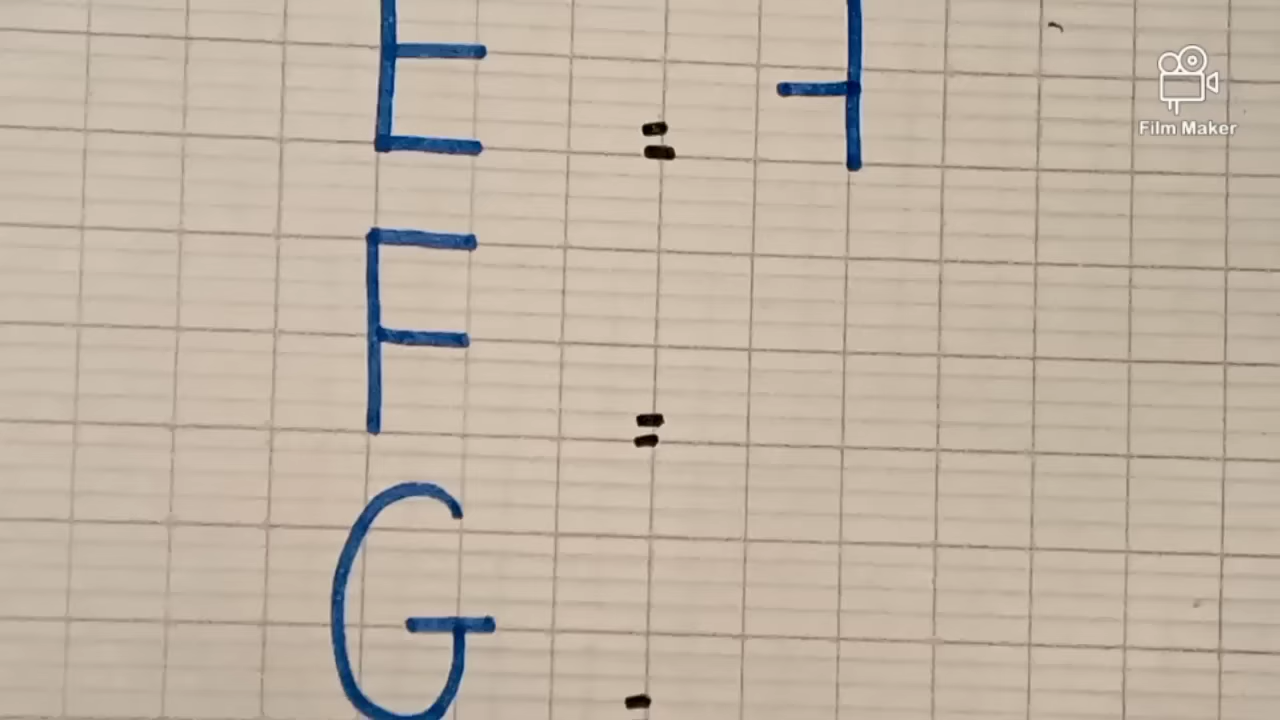 E =
F =
G
Film Maker